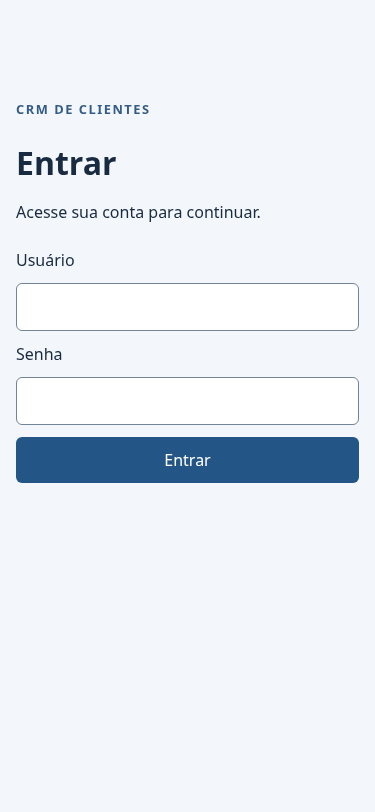 CRM DE CLIENTES
Entrar
Acesse sua conta para continuar.
Usuário
Senha
Entrar